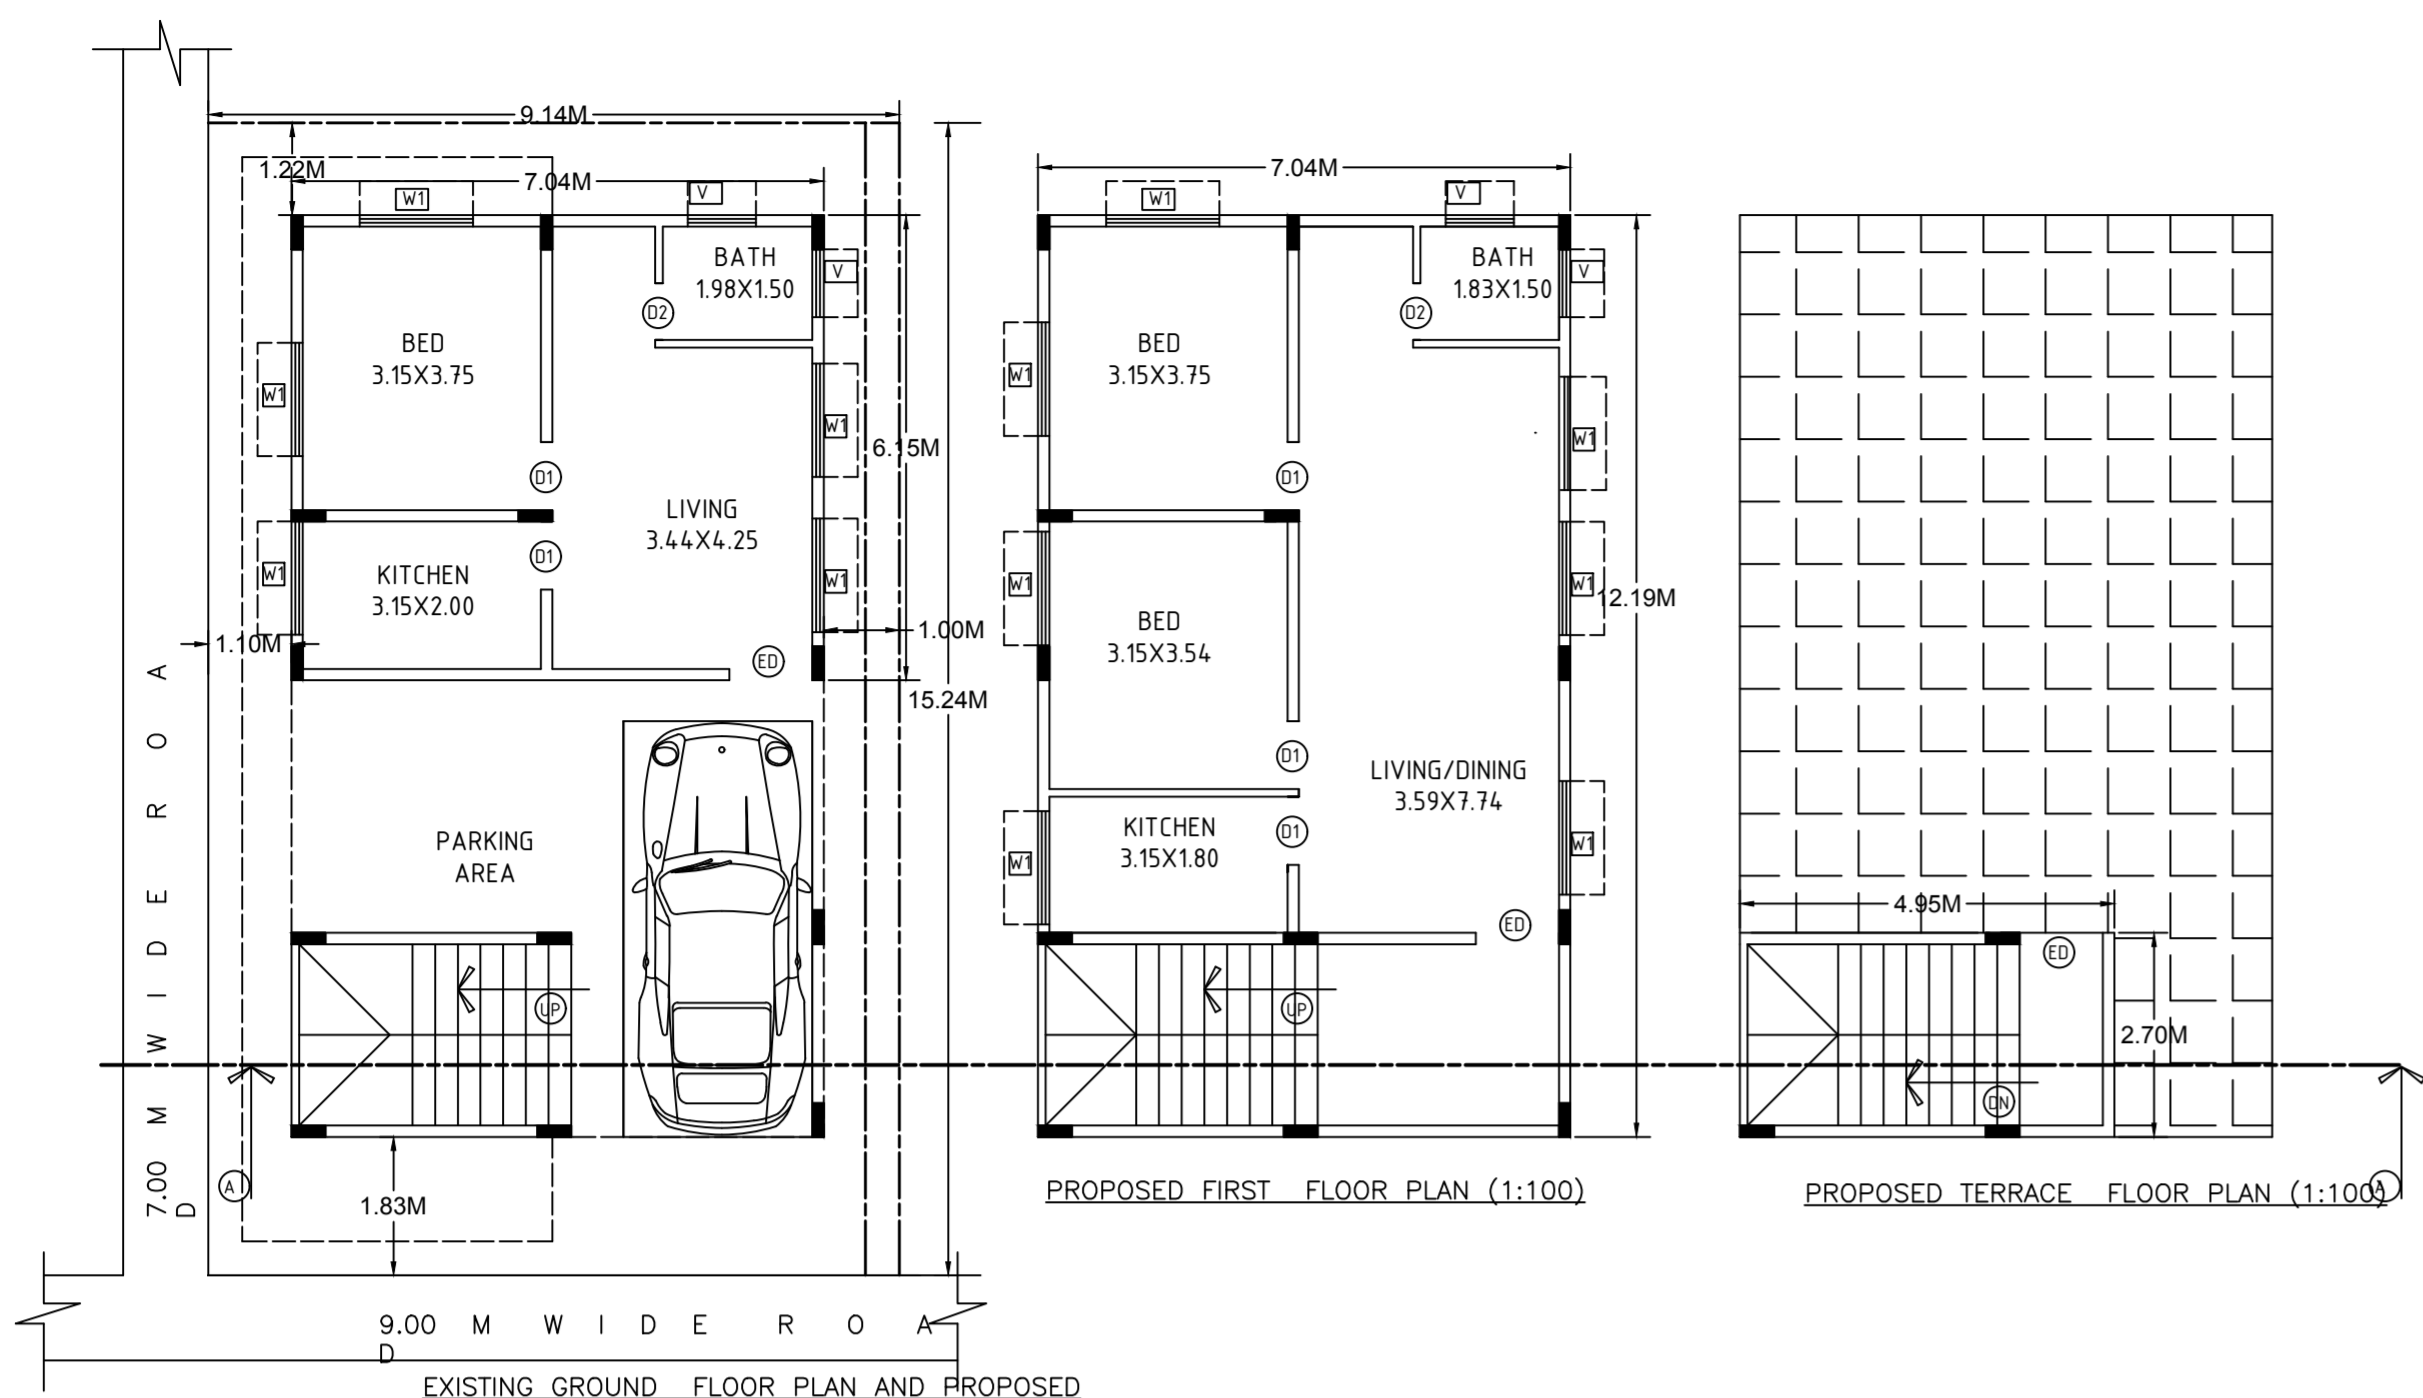 9.14M
1.22M
7.04M
W1
V
BATH
1.98X1.50
V
D2
BED
3.15X3.75
W1
W1
6.15M
D1
LIVING
3.44X4.25
D1
KITCHEN
3.15X2.00
W1
W1
1.10M
1.00M
ED
15.24M
PARKING
AREA
UP
A
1.83M
7.00 M WIDE ROA
D
9.00 M WIDE ROA
D
EXISTING GROUND FLOOR PLAN AND PROPOSED
7.04M
W1
V
BATH
1.83X1.50
V
D2
BED
3.15X3.75
W1
W1
D1
W1
BED
3.15X3.54
W1
12.19M
D1
LIVING/DINING
3.59X7.74
KITCHEN
3.15X1.80
D1
W1
W1
ED
UP
PROPOSED FIRST FLOOR PLAN (1:100)
4.95M
ED
2.70M
DN
PROPOSED TERRACE FLOOR PLAN (1:100)
A